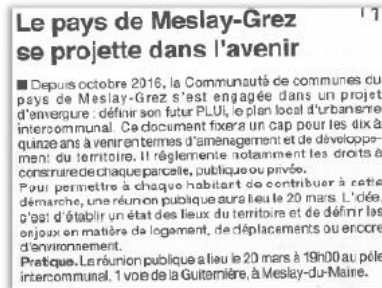 Le pays de Meslay-Grez
se projette dans l'avenir
■ Depuis octobre 2016, la Communauté de communes du
pays de Meslay-Grez s'est engagée dans un projet
d'envergure : définir son futur PLUi, le plan local d'urbanisme
intercommunal. Ce document fixera un cap pour les dix à
quinze ans à venir en termes d'aménagement et de développe-
ment du territoire. Il réglemente notamment les droits à
construire de chaque parcelle, publique ou privée.
Pour permettre à chaque habitant de contribuer à cette
démarche, une réunion publique aura lieu le 20 mars. L'idée,
c'est d'établir un état des lieux du territoire et de définir les
enjeux en matière de logement, de déplacements ou encore
d'environnement.
Pratique. La réunion publique a lieu le 20 mars à 19h00 au pôle
intercommunal, 1 voie de la Guiternière, à Meslay-du-Maine.